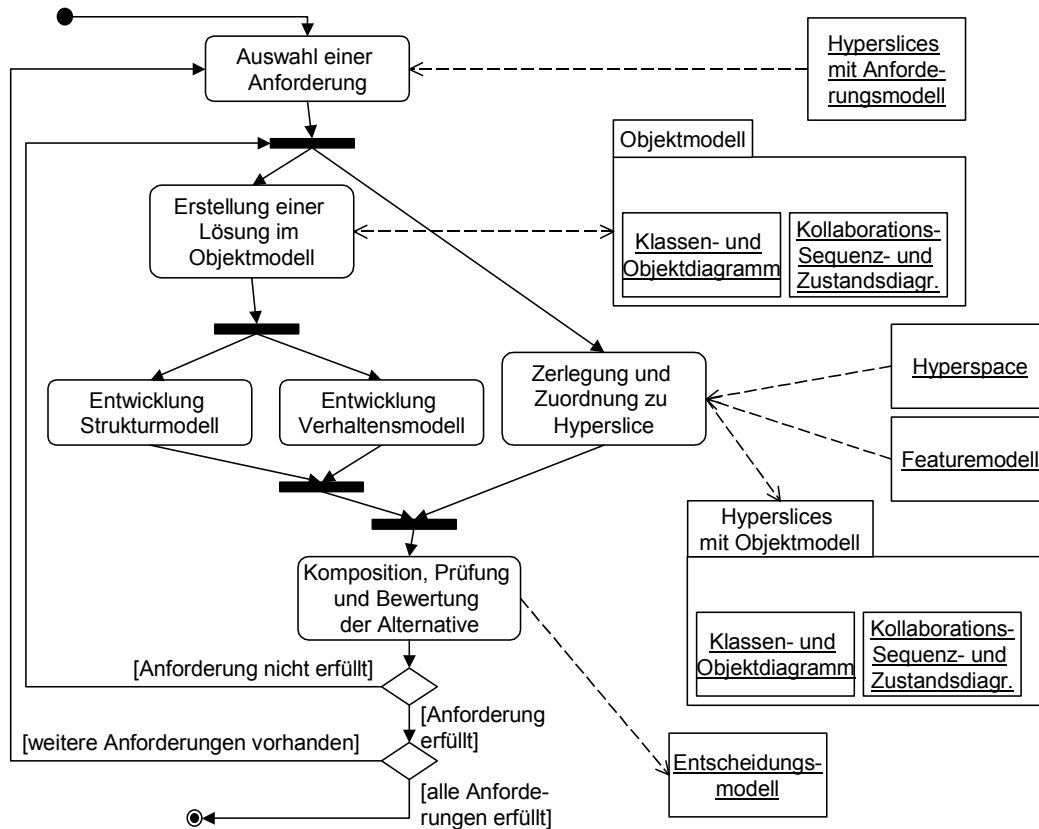 Auswahl einer
Anforderung
Hyperslices
mit Anforde-
rungsmodell
Objektmodell
Erstellung einer
Lösung im
Objektmodell
Klassen- und
Objektdiagramm
Kollaborations-
Sequenz- und
Zustandsdiagr.
Entwicklung
Strukturmodell
Entwicklung
Verhaltensmodell
Zerlegung und
Zuordnung zu
Hyperslice
Hyperspace
Featuremodell
Hyperslices
mit Objektmodell
Komposition, Prüfung
und Bewertung
der Alternative
Klassen- und
Objektdiagramm
Kollaborations-
Sequenz- und
Zustandsdiagr.
[Anforderung nicht erfüllt]
[Anforderung
erfüllt]
[weitere Anforderungen vorhanden]
Entscheidungs-
modell
[alle Anforde-
rungen erfüllt]